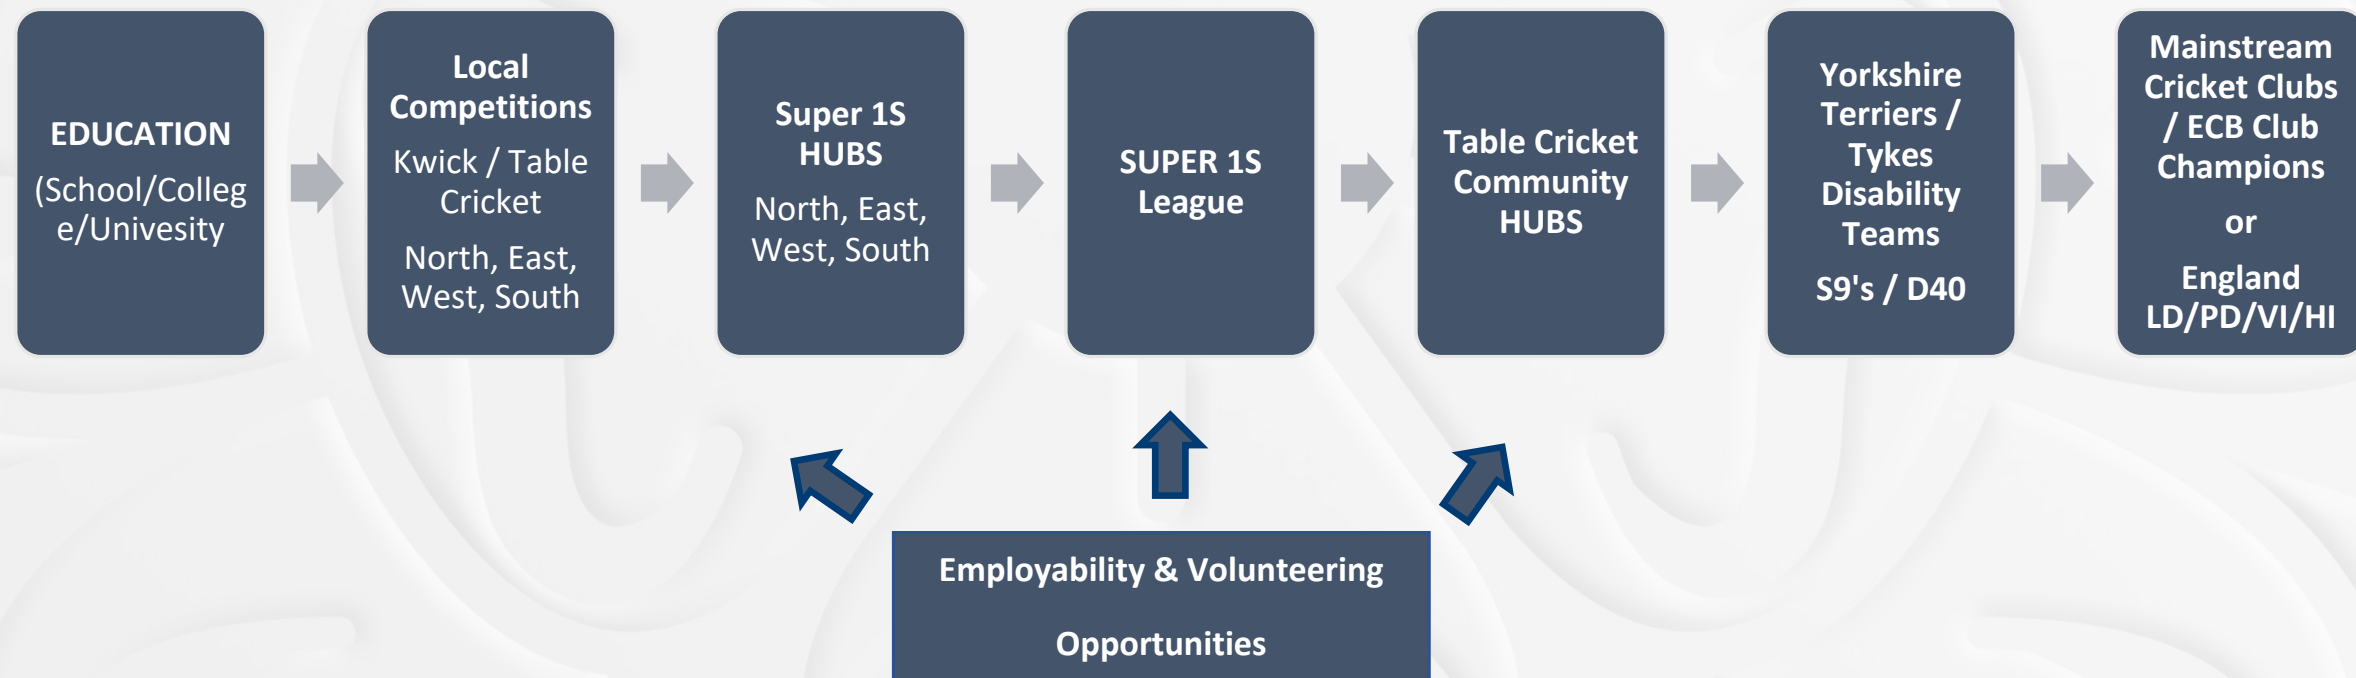 EDUCATION
(School/Colleg
e/Univesity
Local
Competitions
Kwick / Table
Cricket
North, East,
West, South
Super 1S
HUBS
North, East,
West, South
SUPER 1S
League
Table Cricket
Community
HUBS
Yorkshire
Terriers /
Tykes
Disability
Teams
S9's / D40
Mainstream
Cricket Clubs
/ ECB Club
Champions
or
England
LD/PD/VI/HI
Employability & Volunteering
Opportunities